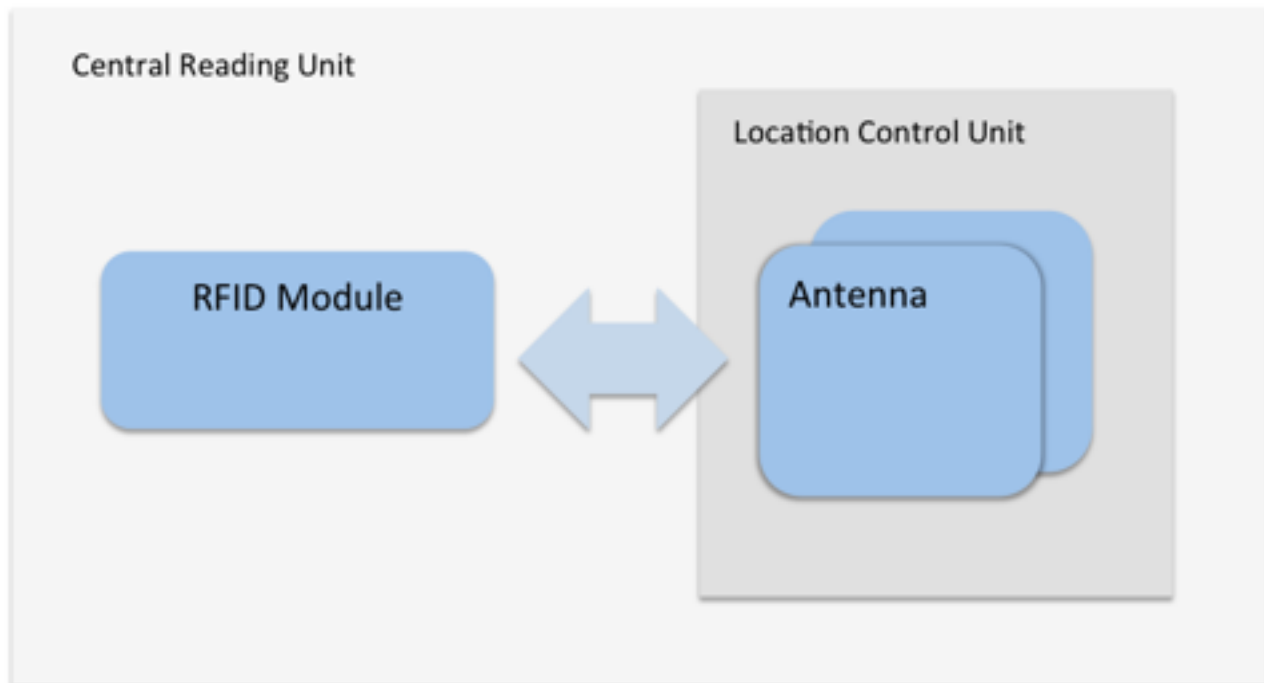 Central Reading Unit
Location Control Unit
RFID Module
Antenna